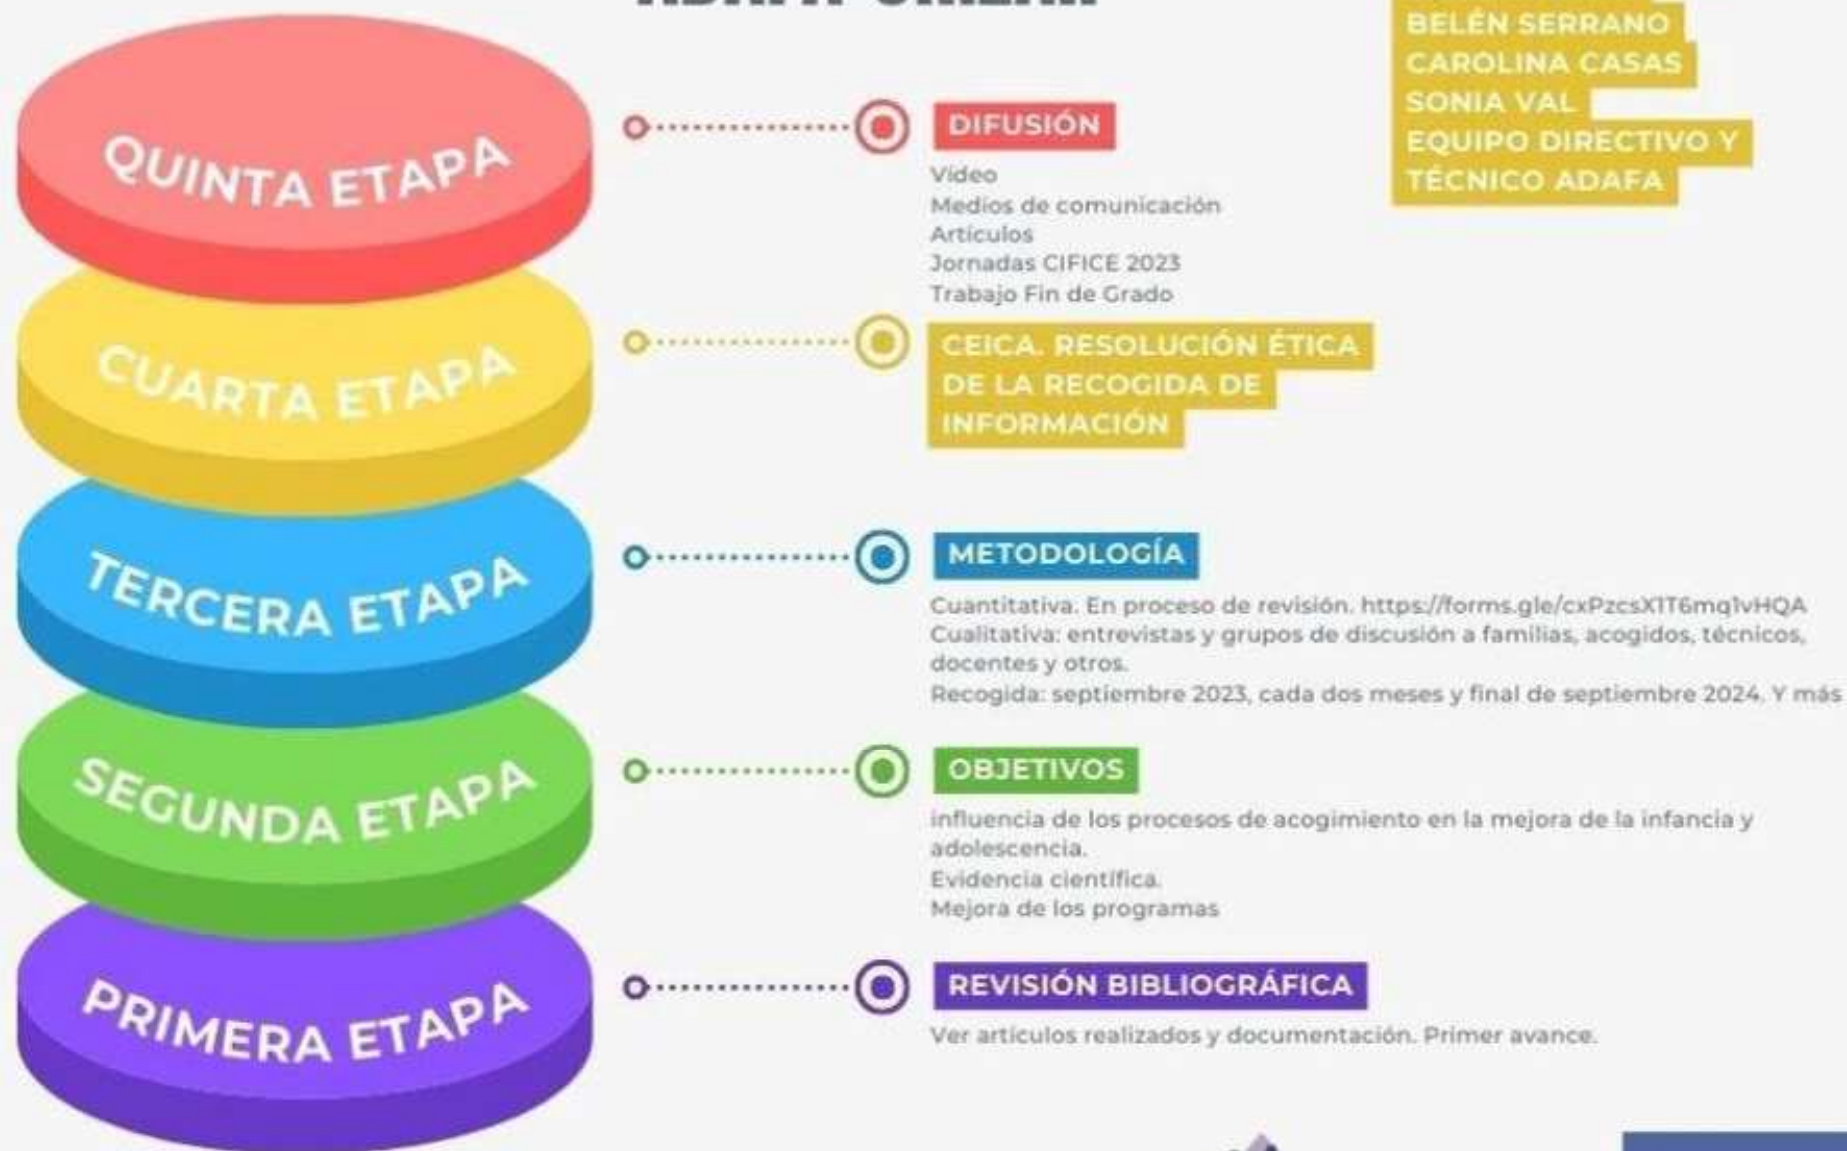 BELÉN SERRANO
CAROLINA CASAS
SONIA VAL
EQUIPO DIRECTIVO Y
TÉCNICO ADAFA
QUINTA ETAPA
DIFUSIÓN
Vídeo
Medios de comunicación
Artículos
Jornadas CIFICE 2023
Trabajo Fin de Grado
CUARTA ETAPA
CEICA. RESOLUCIÓN ÉTICA
DE LA RECOGIDA DE
INFORMACIÓN
TERCERA ETAPA
METODOLOGÍA
Cuantitativa. En proceso de revisión. https://forms.gle/cxPzcsX1T6mq1vHQA
Cualitativa: entrevistas y grupos de discusión a familias, acogidos, técnicos,
docentes y otros.
Recogida: septiembre 2023, cada dos meses y final de septiembre 2024. Y más
SEGUNDA ETAPA
OBJETIVOS
influencia de los procesos de acogimiento en la mejora de la infancia y
adolescencia.
Evidencia científica.
Mejora de los programas
PRIMERA ETAPA
REVISIÓN BIBLIOGRÁFICA
Ver artículos realizados y documentación. Primer avance.